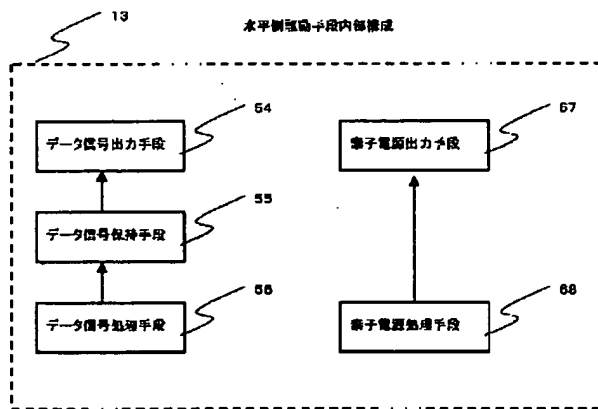 13
水平側駆動手段内部構成
54
データ信号出力手段
57
素子電源出力手段
55
データ信号保持手段
56
データ信号処理手段
58
素子電源処理手段